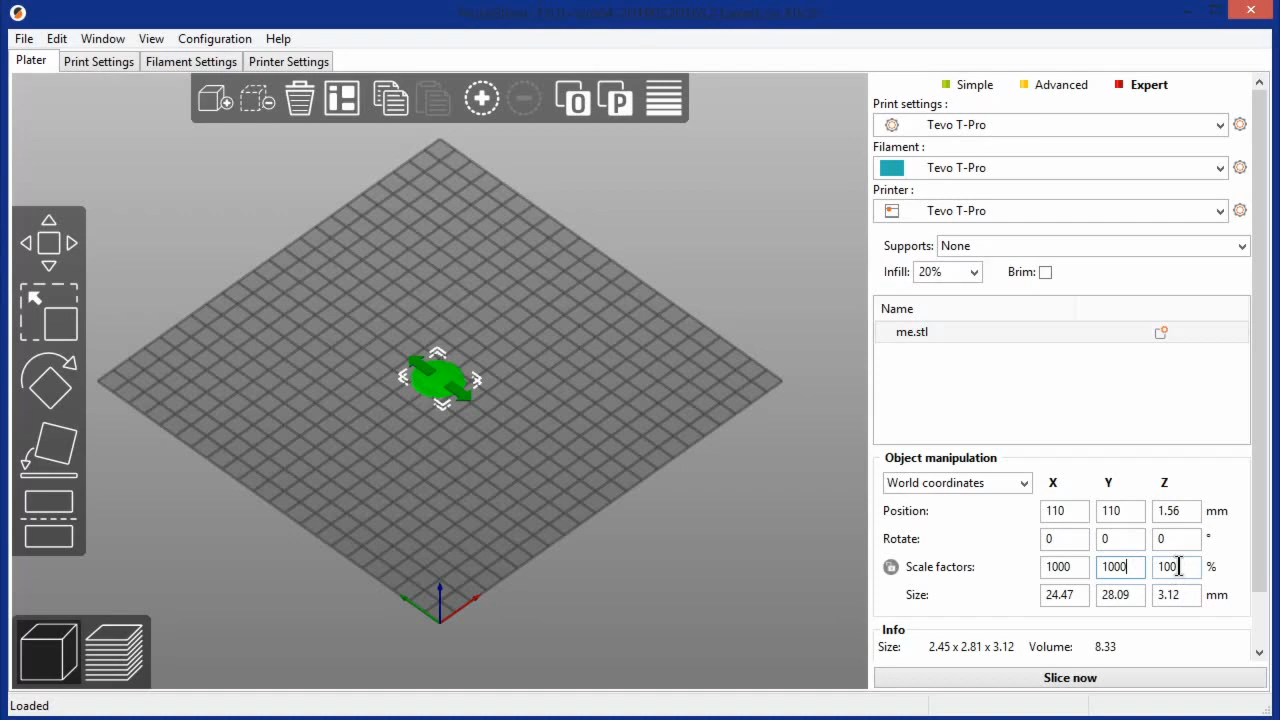 File Edit Window View Configuration Help
Plater Print Settings Filament Settings Printer Settings
O P
Simple Advanced Expert
Print settings :
Tevo T-Pro
Filament :
Tevo T-Pro
Printer :
Tevo T-Pro
Supports: None
Infill: 20% Brim:
Name
me.stl
Object manipulation
World coordinates X Y Z
Position: 110 110 1.56 mm
Rotate: 0 0 0 °
Scale factors: 1000 1000 100 %
Size: 24.47 28.09 3.12 mm
Info
Size: 2.45 x 2.81 x 3.12 Volume: 8.33
Slice now
Loaded